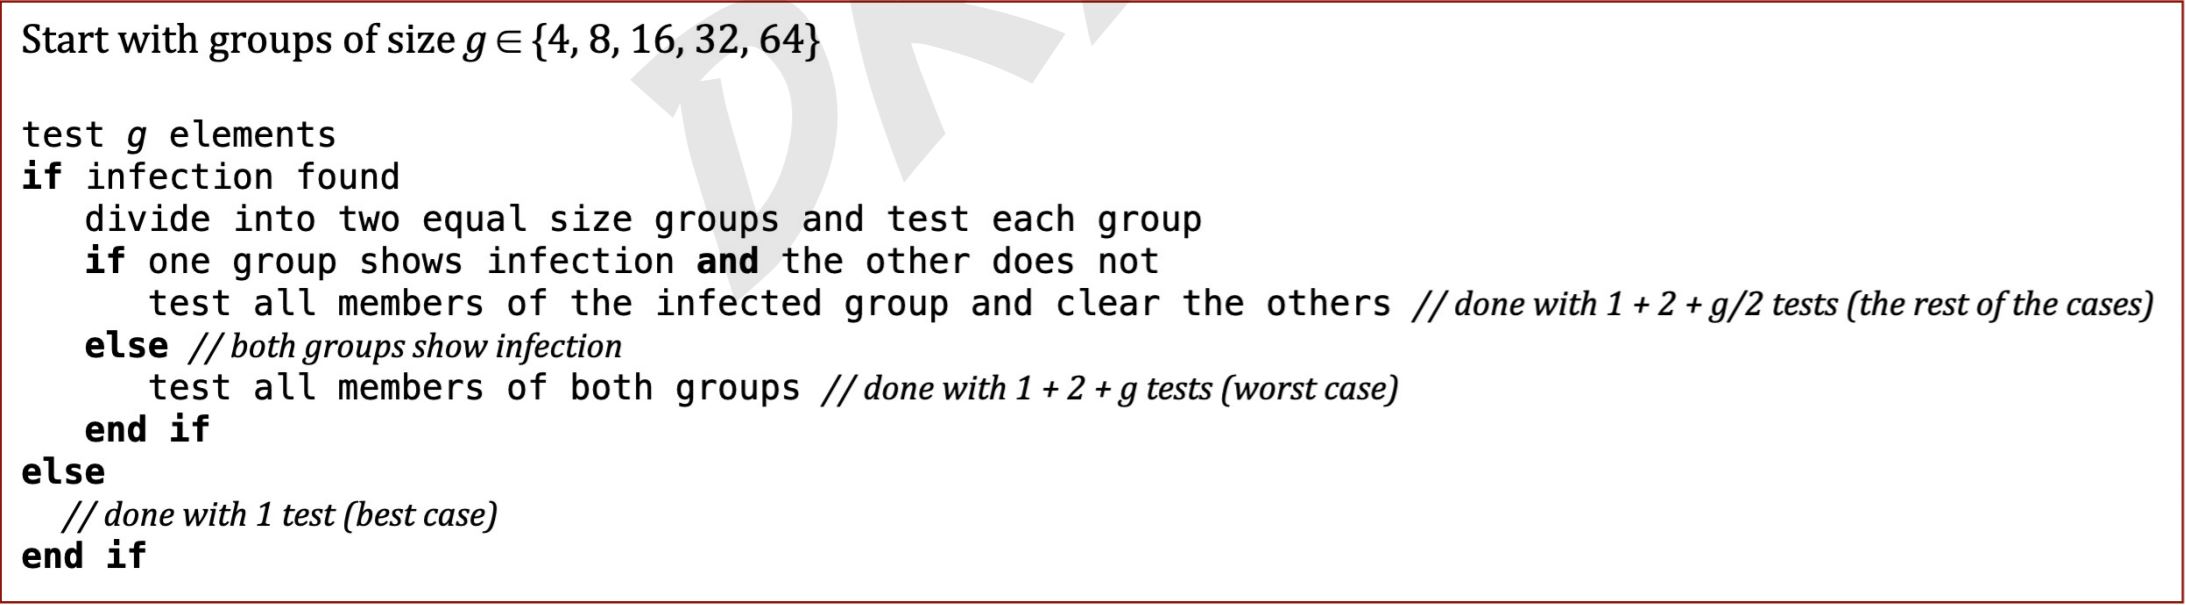 Start with groups of size g ∈ {4, 8, 16, 32, 64}
test g elements
if infection found
divide into two equal size groups and test each group
if one group shows infection and the other does not
test all members of the infected group and clear the others // done with 1 + 2 + g/2 tests (the rest of the cases)
else // both groups show infection
test all members of both groups // done with 1 + 2 + g tests (worst case)
end if
else
// done with 1 test (best case)
end if